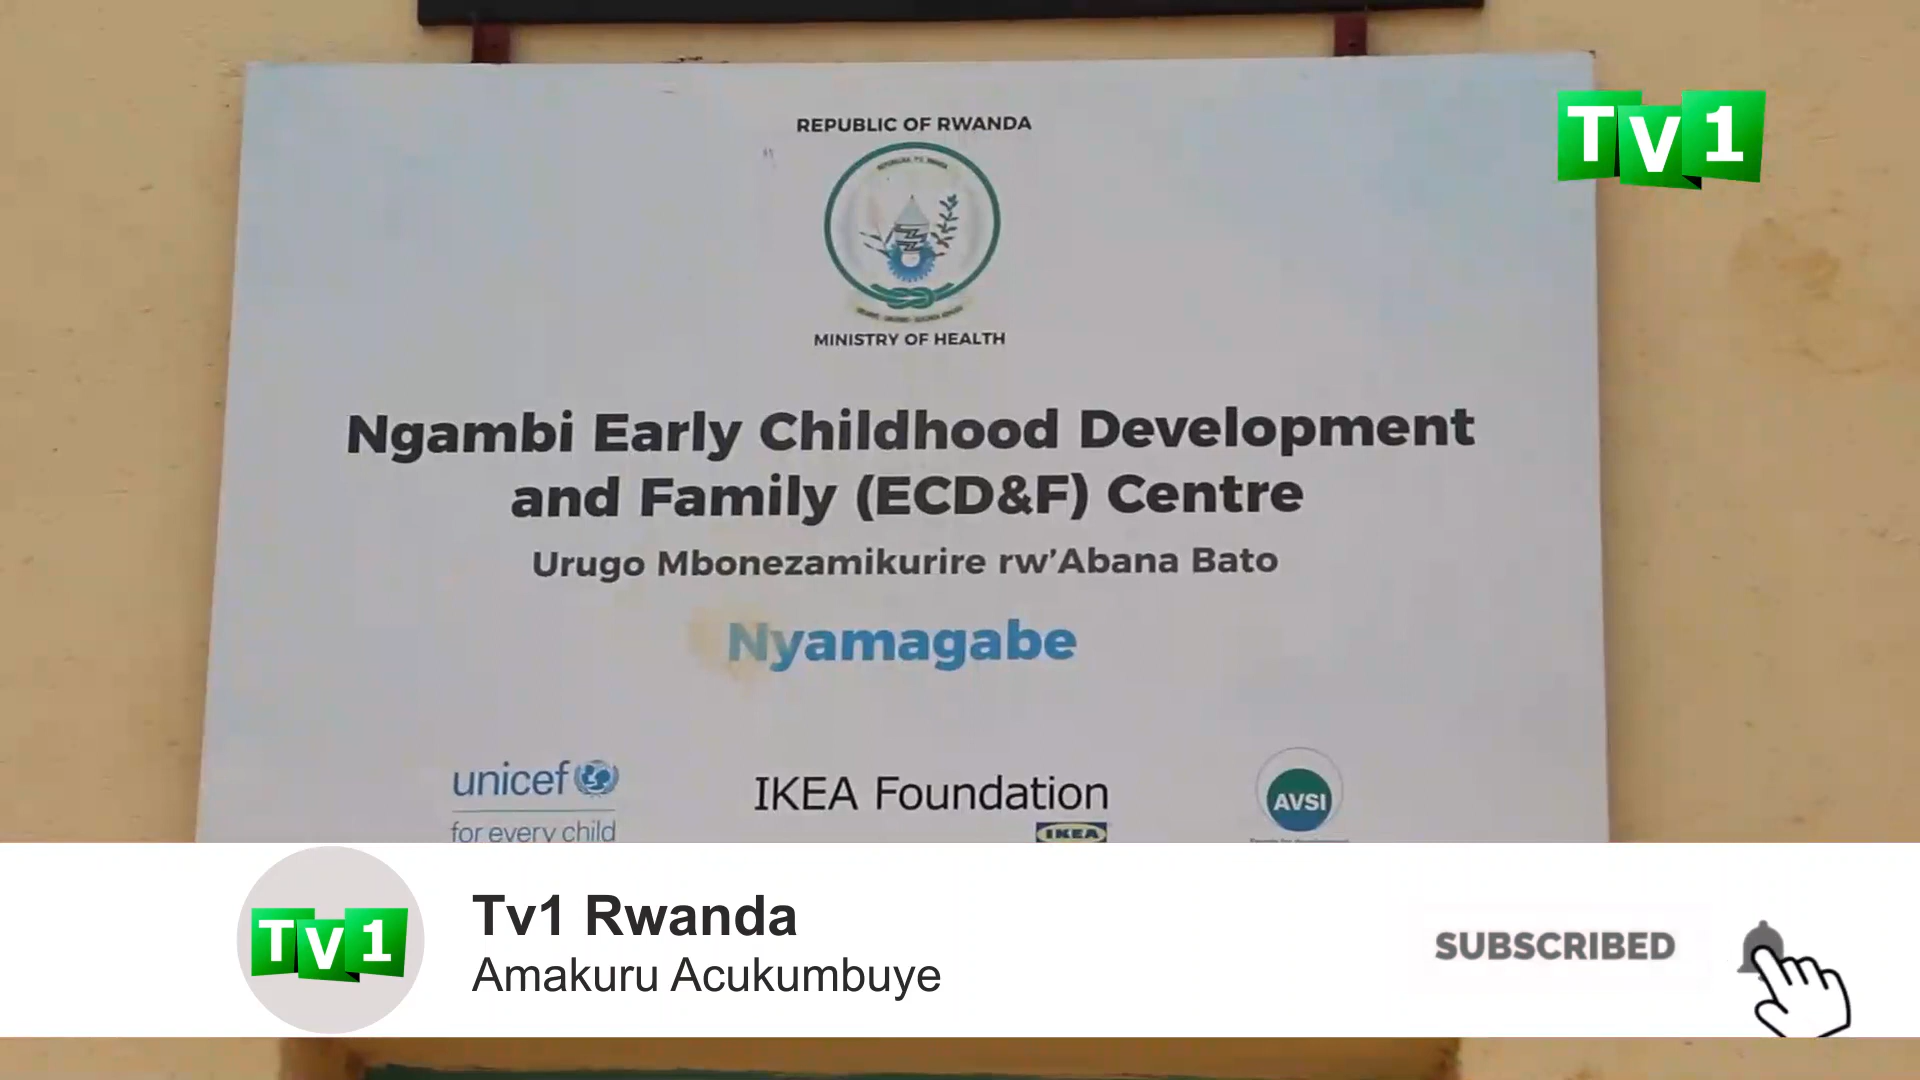 REPUBLIC OF RWANDA
Tv1
MINISTRY OF HEALTH
Ngambi Early Childhood Development
and Family (ECD&F) Centre
Urugo Mbonezamikurire rw'Abana Bato
Nyamagabe
unicef
for every child
IKEA Foundation
IKEA
AVSI
Tv1
Tv1 Rwanda
Amakuru Acukumbuye
SUBSCRIBED